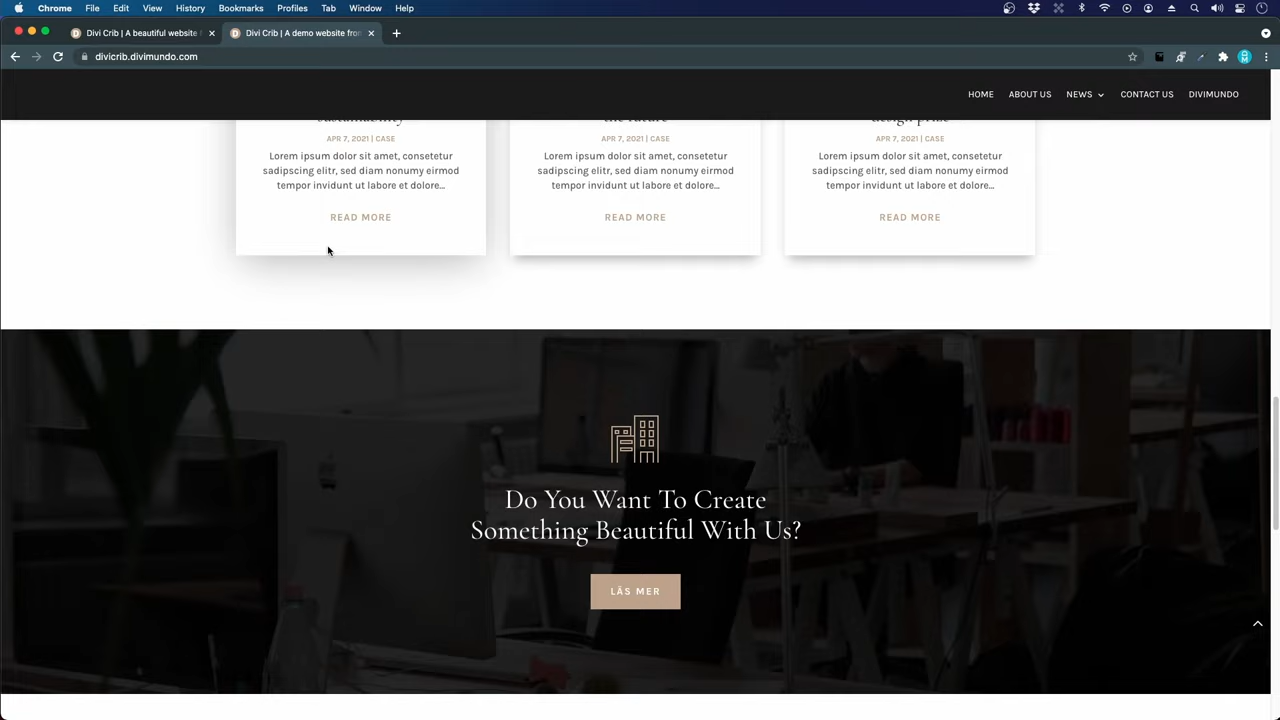 Chrome File Edit View History Bookmarks Profiles Tab Window Help
Divi Crib | A beautiful website f
Divi Crib | A demo website from
divicrib.divimundo.com
HOME ABOUT US NEWS CONTACT US DIVIMUNDO
APR 7, 2021 | CASE
Lorem ipsum dolor sit amet, consetetur
sadipscing elitr, sed diam nonumy eirmod
tempor invidunt ut labore et dolore...
READ MORE
APR 7, 2021 | CASE
Lorem ipsum dolor sit amet, consetetur
sadipscing elitr, sed diam nonumy eirmod
tempor invidunt ut labore et dolore...
READ MORE
APR 7, 2021 | CASE
Lorem ipsum dolor sit amet, consetetur
sadipscing elitr, sed diam nonumy eirmod
tempor invidunt ut labore et dolore...
READ MORE
Do You Want To Create
Something Beautiful With Us?
LÄS MER